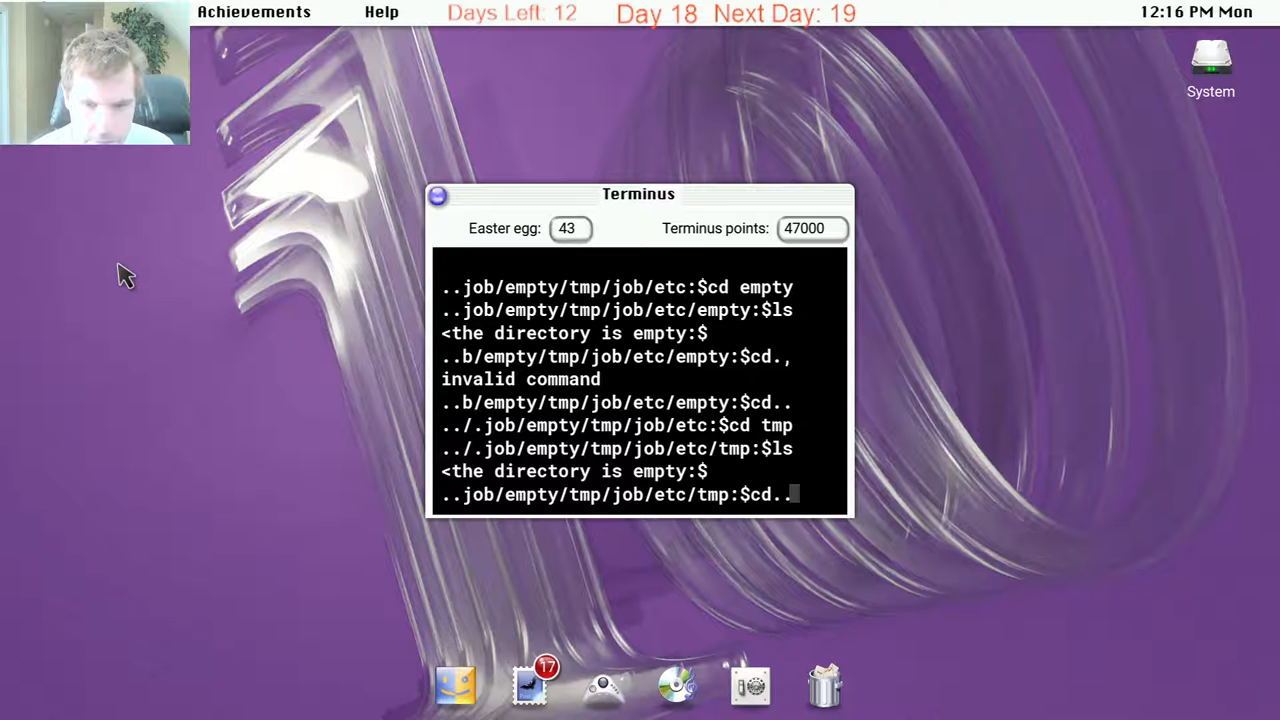 Achievements Help Days Left: 12 Day 18 Next Day: 19 12:16 PM Mon
System
Terminus
Easter egg: 43 Terminus points: 47000
..job/empty/tmp/job/etc:$cd empty
..job/empty/tmp/job/etc/empty:$ls
<the directory is empty:$
..b/empty/tmp/job/etc/empty:$cd.,
invalid command
..b/empty/tmp/job/etc/empty:$cd..
../.job/empty/tmp/job/etc:$cd tmp
../.job/empty/tmp/job/etc/tmp:$ls
<the directory is empty:$
..job/empty/tmp/job/etc/tmp:$cd..
17